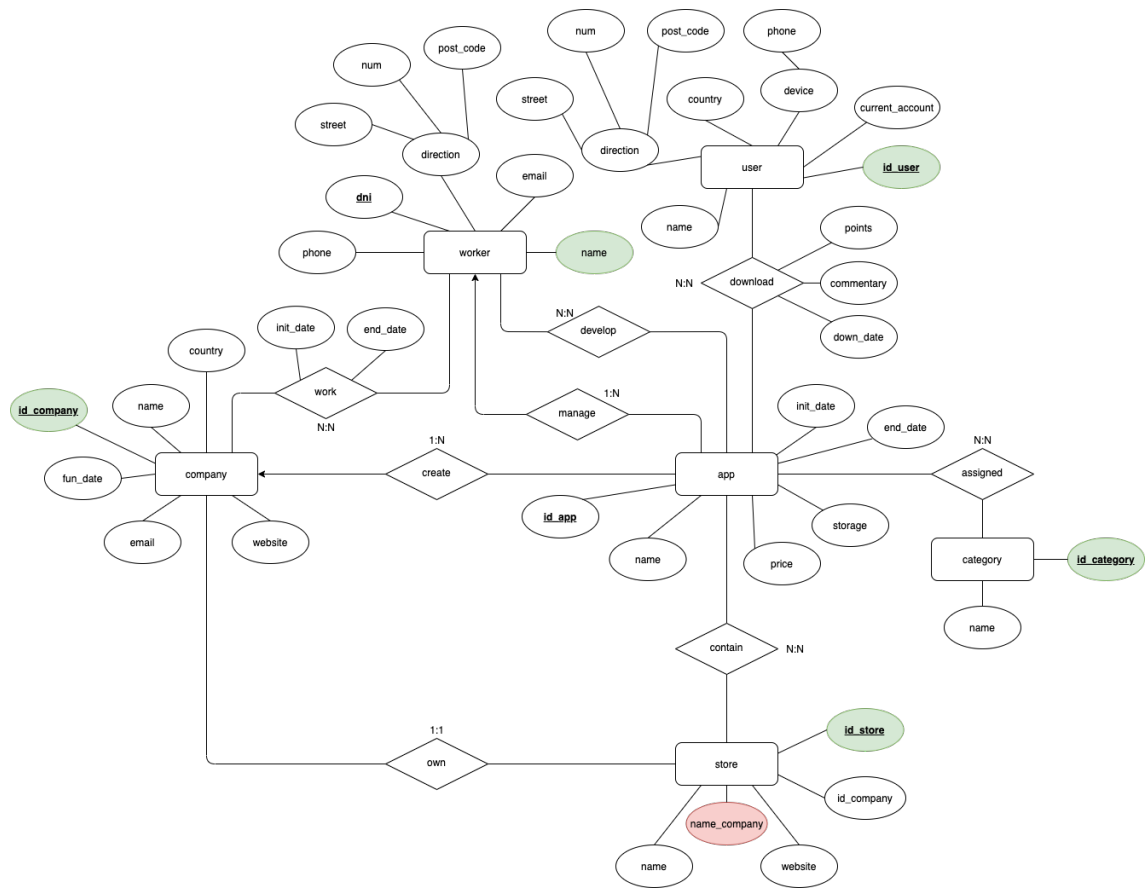 num
post_code
phone
post_code
num
device
street
country
current_account
street
direction
direction
user
id_user
email
dni
name
points
phone
worker
name
N:N
download
commentary
N:N
init_date
end_date
develop
down_date
country
work
1:N
id_company
name
manage
init_date
N:N
end_date
1:N
N:N
fun_date
company
create
app
assigned
id_app
storage
email
website
name
price
category
id_category
name
contain
N:N
1:1
id_store
own
store
id_company
name_company
name
website